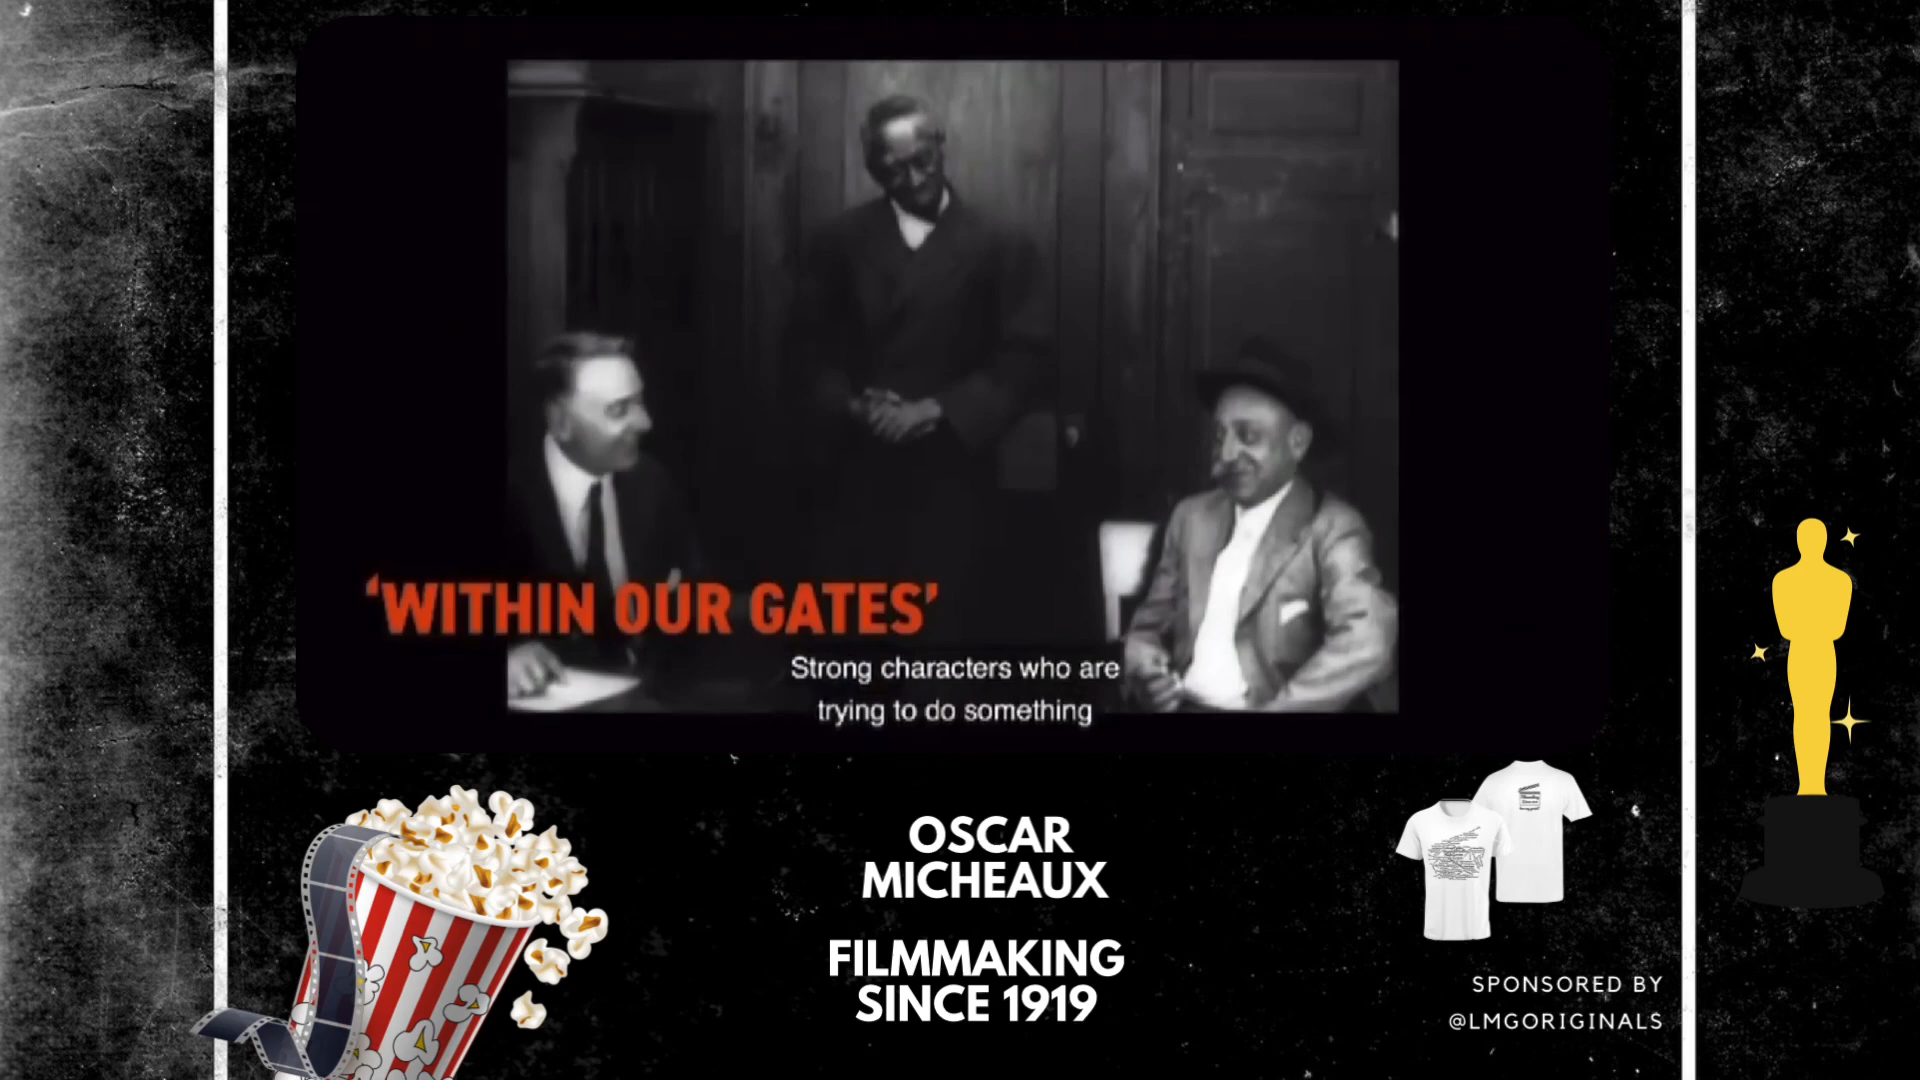 ‘WITHIN OUR GATES’
Strong characters who are
trying to do something
OSCAR
MICHEAUX
FILMMAKING
SINCE 1919
SPONSORED BY
@LMGORIGINALS